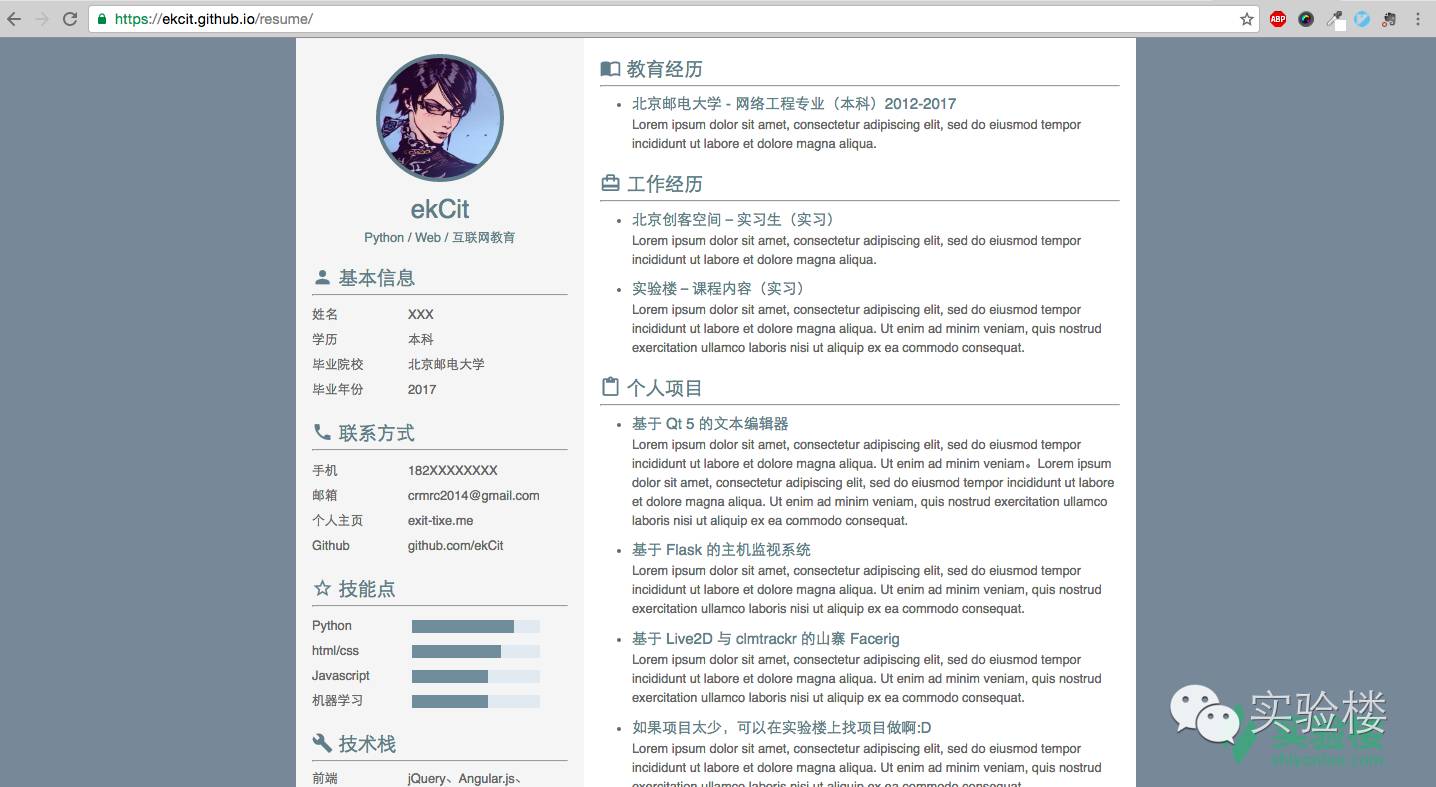 https://ekcit.github.io/resume/
ABP
ekCit
Python / Web / 互联网教育
基本信息
姓名 XXX
学历 本科
毕业院校 北京邮电大学
毕业年份 2017
联系方式
手机 182XXXXXXXX
邮箱 crmrc2014@gmail.com
个人主页 exit-tixe.me
Github github.com/ekCit
技能点
Python
html/css
Javascript
机器学习
技术栈
前端 jQuery、Angular.js、
教育经历
北京邮电大学 - 网络工程专业（本科）2012-2017
Lorem ipsum dolor sit amet, consectetur adipiscing elit, sed do eiusmod tempor
incididunt ut labore et dolore magna aliqua.
工作经历
北京创客空间 – 实习生（实习）
Lorem ipsum dolor sit amet, consectetur adipiscing elit, sed do eiusmod tempor
incididunt ut labore et dolore magna aliqua.
实验楼 – 课程内容（实习）
Lorem ipsum dolor sit amet, consectetur adipiscing elit, sed do eiusmod tempor
incididunt ut labore et dolore magna aliqua. Ut enim ad minim veniam, quis nostrud
exercitation ullamco laboris nisi ut aliquip ex ea commodo consequat.
个人项目
基于 Qt 5 的文本编辑器
Lorem ipsum dolor sit amet, consectetur adipiscing elit, sed do eiusmod tempor
incididunt ut labore et dolore magna aliqua. Ut enim ad minim veniam。Lorem ipsum
dolor sit amet, consectetur adipiscing elit, sed do eiusmod tempor incididunt ut labore
et dolore magna aliqua. Ut enim ad minim veniam, quis nostrud exercitation ullamco
laboris nisi ut aliquip ex ea commodo consequat.
基于 Flask 的主机监视系统
Lorem ipsum dolor sit amet, consectetur adipiscing elit, sed do eiusmod tempor
incididunt ut labore et dolore magna aliqua. Ut enim ad minim veniam, quis nostrud
exercitation ullamco laboris nisi ut aliquip ex ea commodo consequat.
基于 Live2D 与 clmtrackr 的山寨 Facerig
Lorem ipsum dolor sit amet, consectetur adipiscing elit, sed do eiusmod tempor
incididunt ut labore et dolore magna aliqua. Ut enim ad minim veniam, quis nostrud
exercitation ullamco laboris nisi ut aliquip ex ea commodo consequat.
如果项目太少，可以在实验楼上找项目做啊:D
Lorem ipsum dolor sit amet, consectetur adipiscing elit, sed do eiusmod tempor
incididunt ut labore et dolore magna aliqua. Ut enim ad minim veniam, quis nostrud
exercitation ullamco laboris nisi ut aliquip ex ea commodo consequat.
实验楼
实验楼
shiyanlou.com